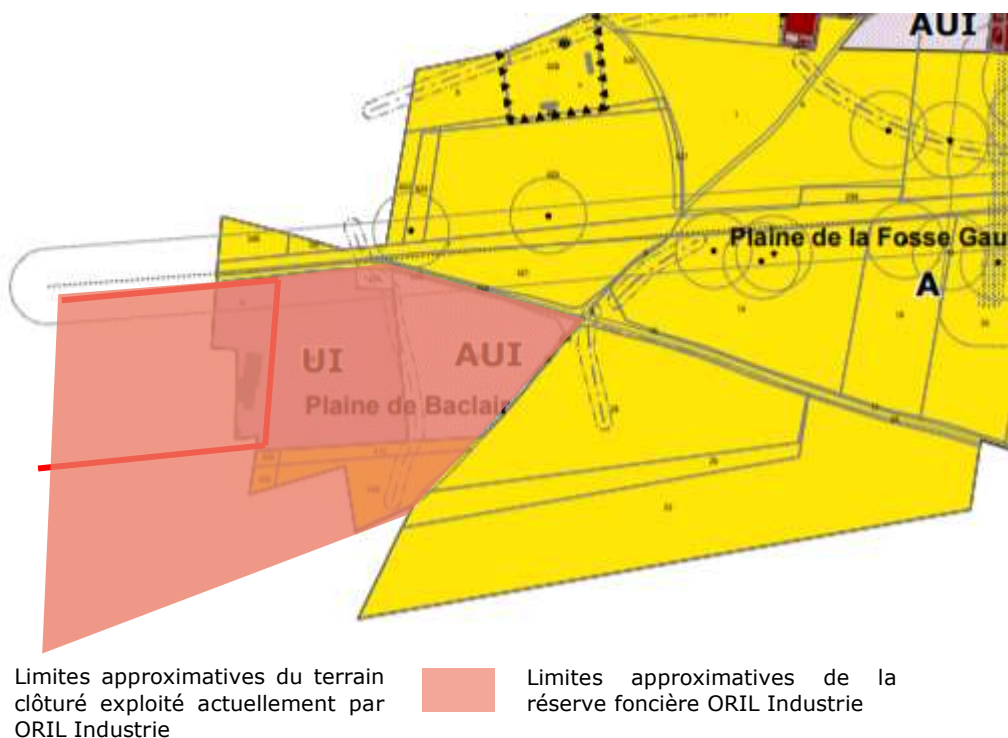 AUI
Plaine de la Fosse Gau
A
UI
AUI
Plaine de Baclair
Limites approximatives du terrain
clôturé exploité actuellement par
ORIL Industrie
Limites approximatives de la
réserve foncière ORIL Industrie